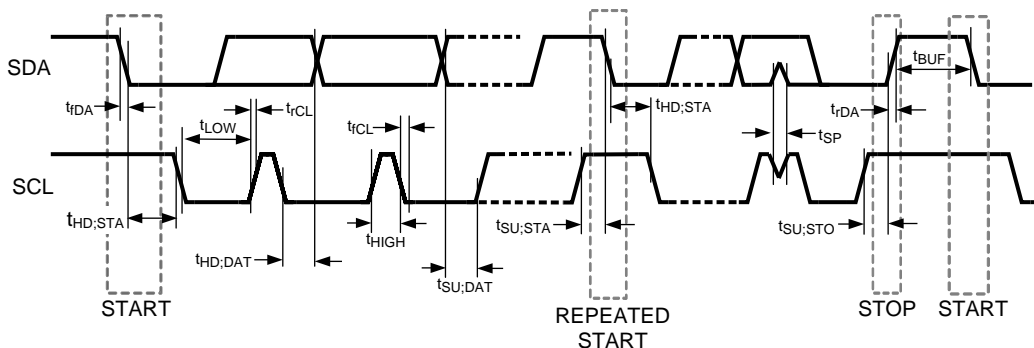 SDA
tBUF
tfDA
tLOW
trCL
tfCL
tHD;STA
trDA
tSP
SCL
tHD;STA
tHIGH
tSU;STA
tSU;STO
tHD;DAT
tSU;DAT
START
REPEATED
START
STOP
START